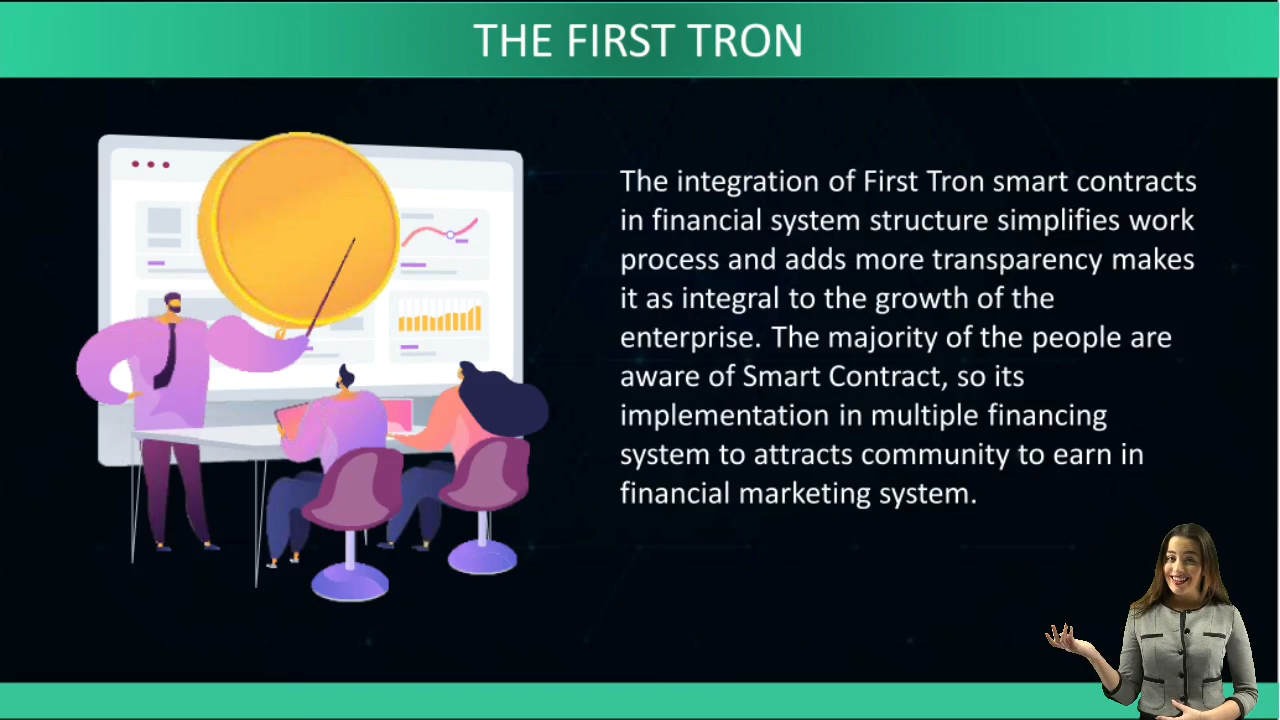 THE FIRST TRON
The integration of First Tron smart contracts
in financial system structure simplifies work
process and adds more transparency makes
it as integral to the growth of the
enterprise. The majority of the people are
aware of Smart Contract, so its
implementation in multiple financing
system to attracts community to earn in
financial marketing system.